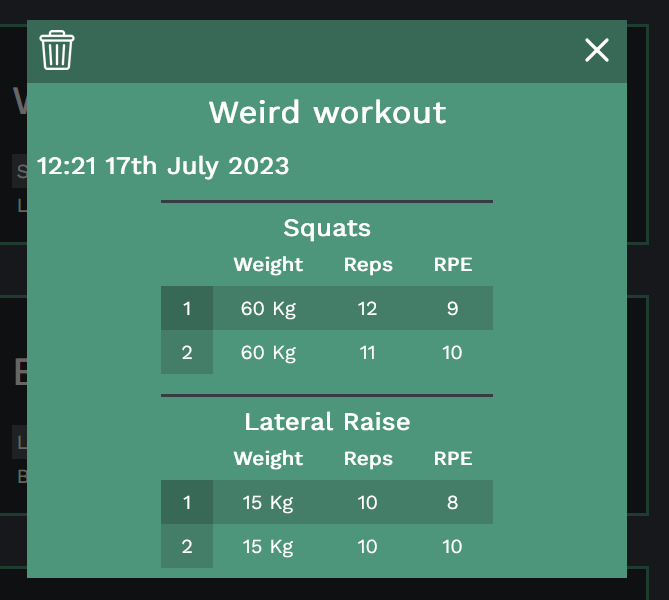 Weird workout
12:21 17th July 2023
Squats
Weight Reps RPE
1 60 Kg 12 9
2 60 Kg 11 10
Lateral Raise
Weight Reps RPE
1 15 Kg 10 8
2 15 Kg 10 10